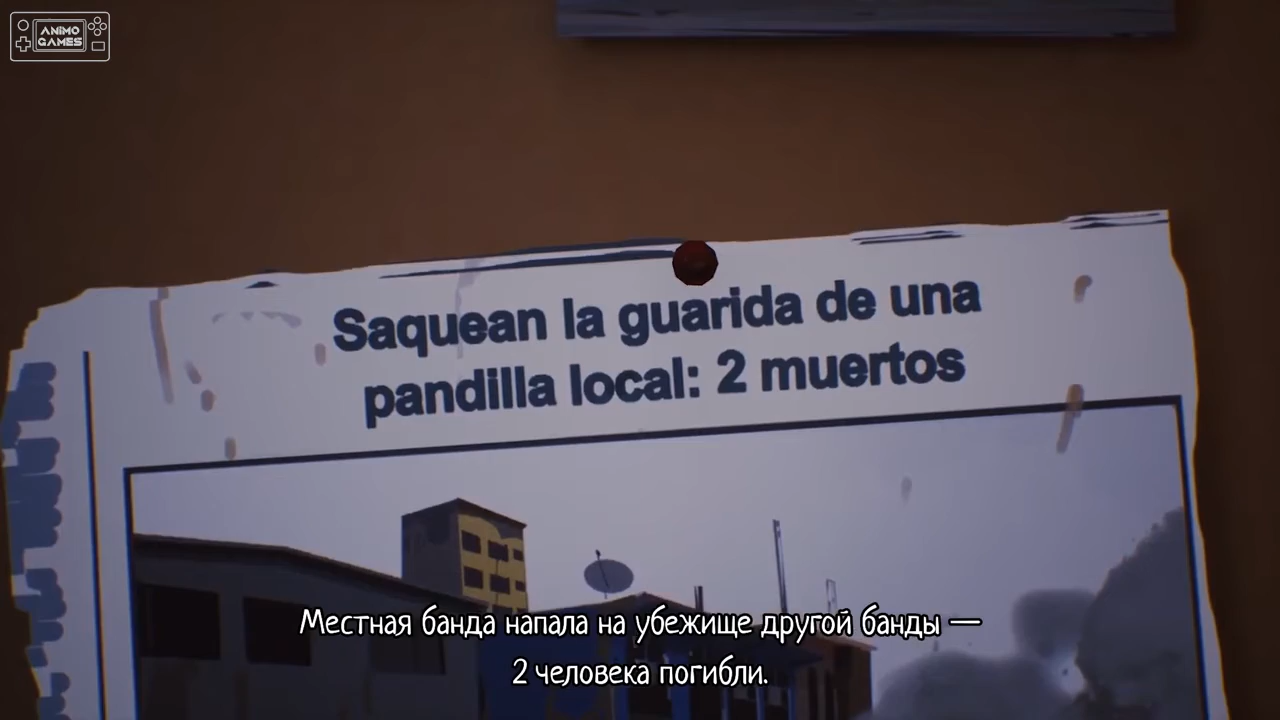 ANIMO
GAMES
Saquean la guarida de una
pandilla local: 2 muertos
Местная банда напала на убежище другой банды —
2 человека погибли.